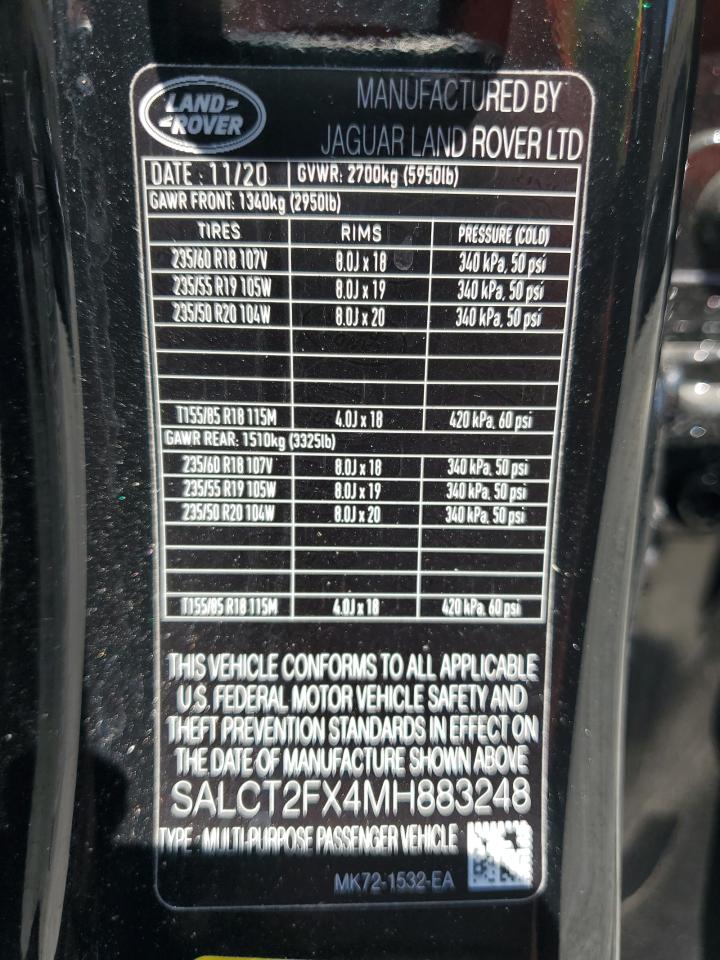 LAND-
-ROVER
MANUFACTURED BY
JAGUAR LAND ROVER LTD
DATE : 11/20 GVWR: 2700kg (5950lb)
GAWR FRONT: 1340kg (2950lb)
TIRES RIMS PRESSURE (COLD)
235/60 R18 107V 8.0J x 18 340 kPa, 50 psi
235/55 R19 105W 8.0J x 19 340 kPa, 50 psi
235/50 R20 104W 8.0J x 20 340 kPa, 50 psi
T155/85 R18 115M 4.0J x 18 420 kPa, 60 psi
GAWR REAR: 1510kg (3325lb)
235/60 R18 107V 8.0J x 18 340 kPa, 50 psi
235/55 R19 105W 8.0J x 19 340 kPa, 50 psi
235/50 R20 104W 8.0J x 20 340 kPa, 50 psi
T155/85 R18 115M 4.0J x 18 420 kPa, 60 psi
THIS VEHICLE CONFORMS TO ALL APPLICABLE
U.S. FEDERAL MOTOR VEHICLE SAFETY AND
THEFT PREVENTION STANDARDS IN EFFECT ON
THE DATE OF MANUFACTURE SHOWN ABOVE
SALCT2FX4MH883248
TYPE : MULTI-PURPOSE PASSENGER VEHICLE
MK72-1532-EA